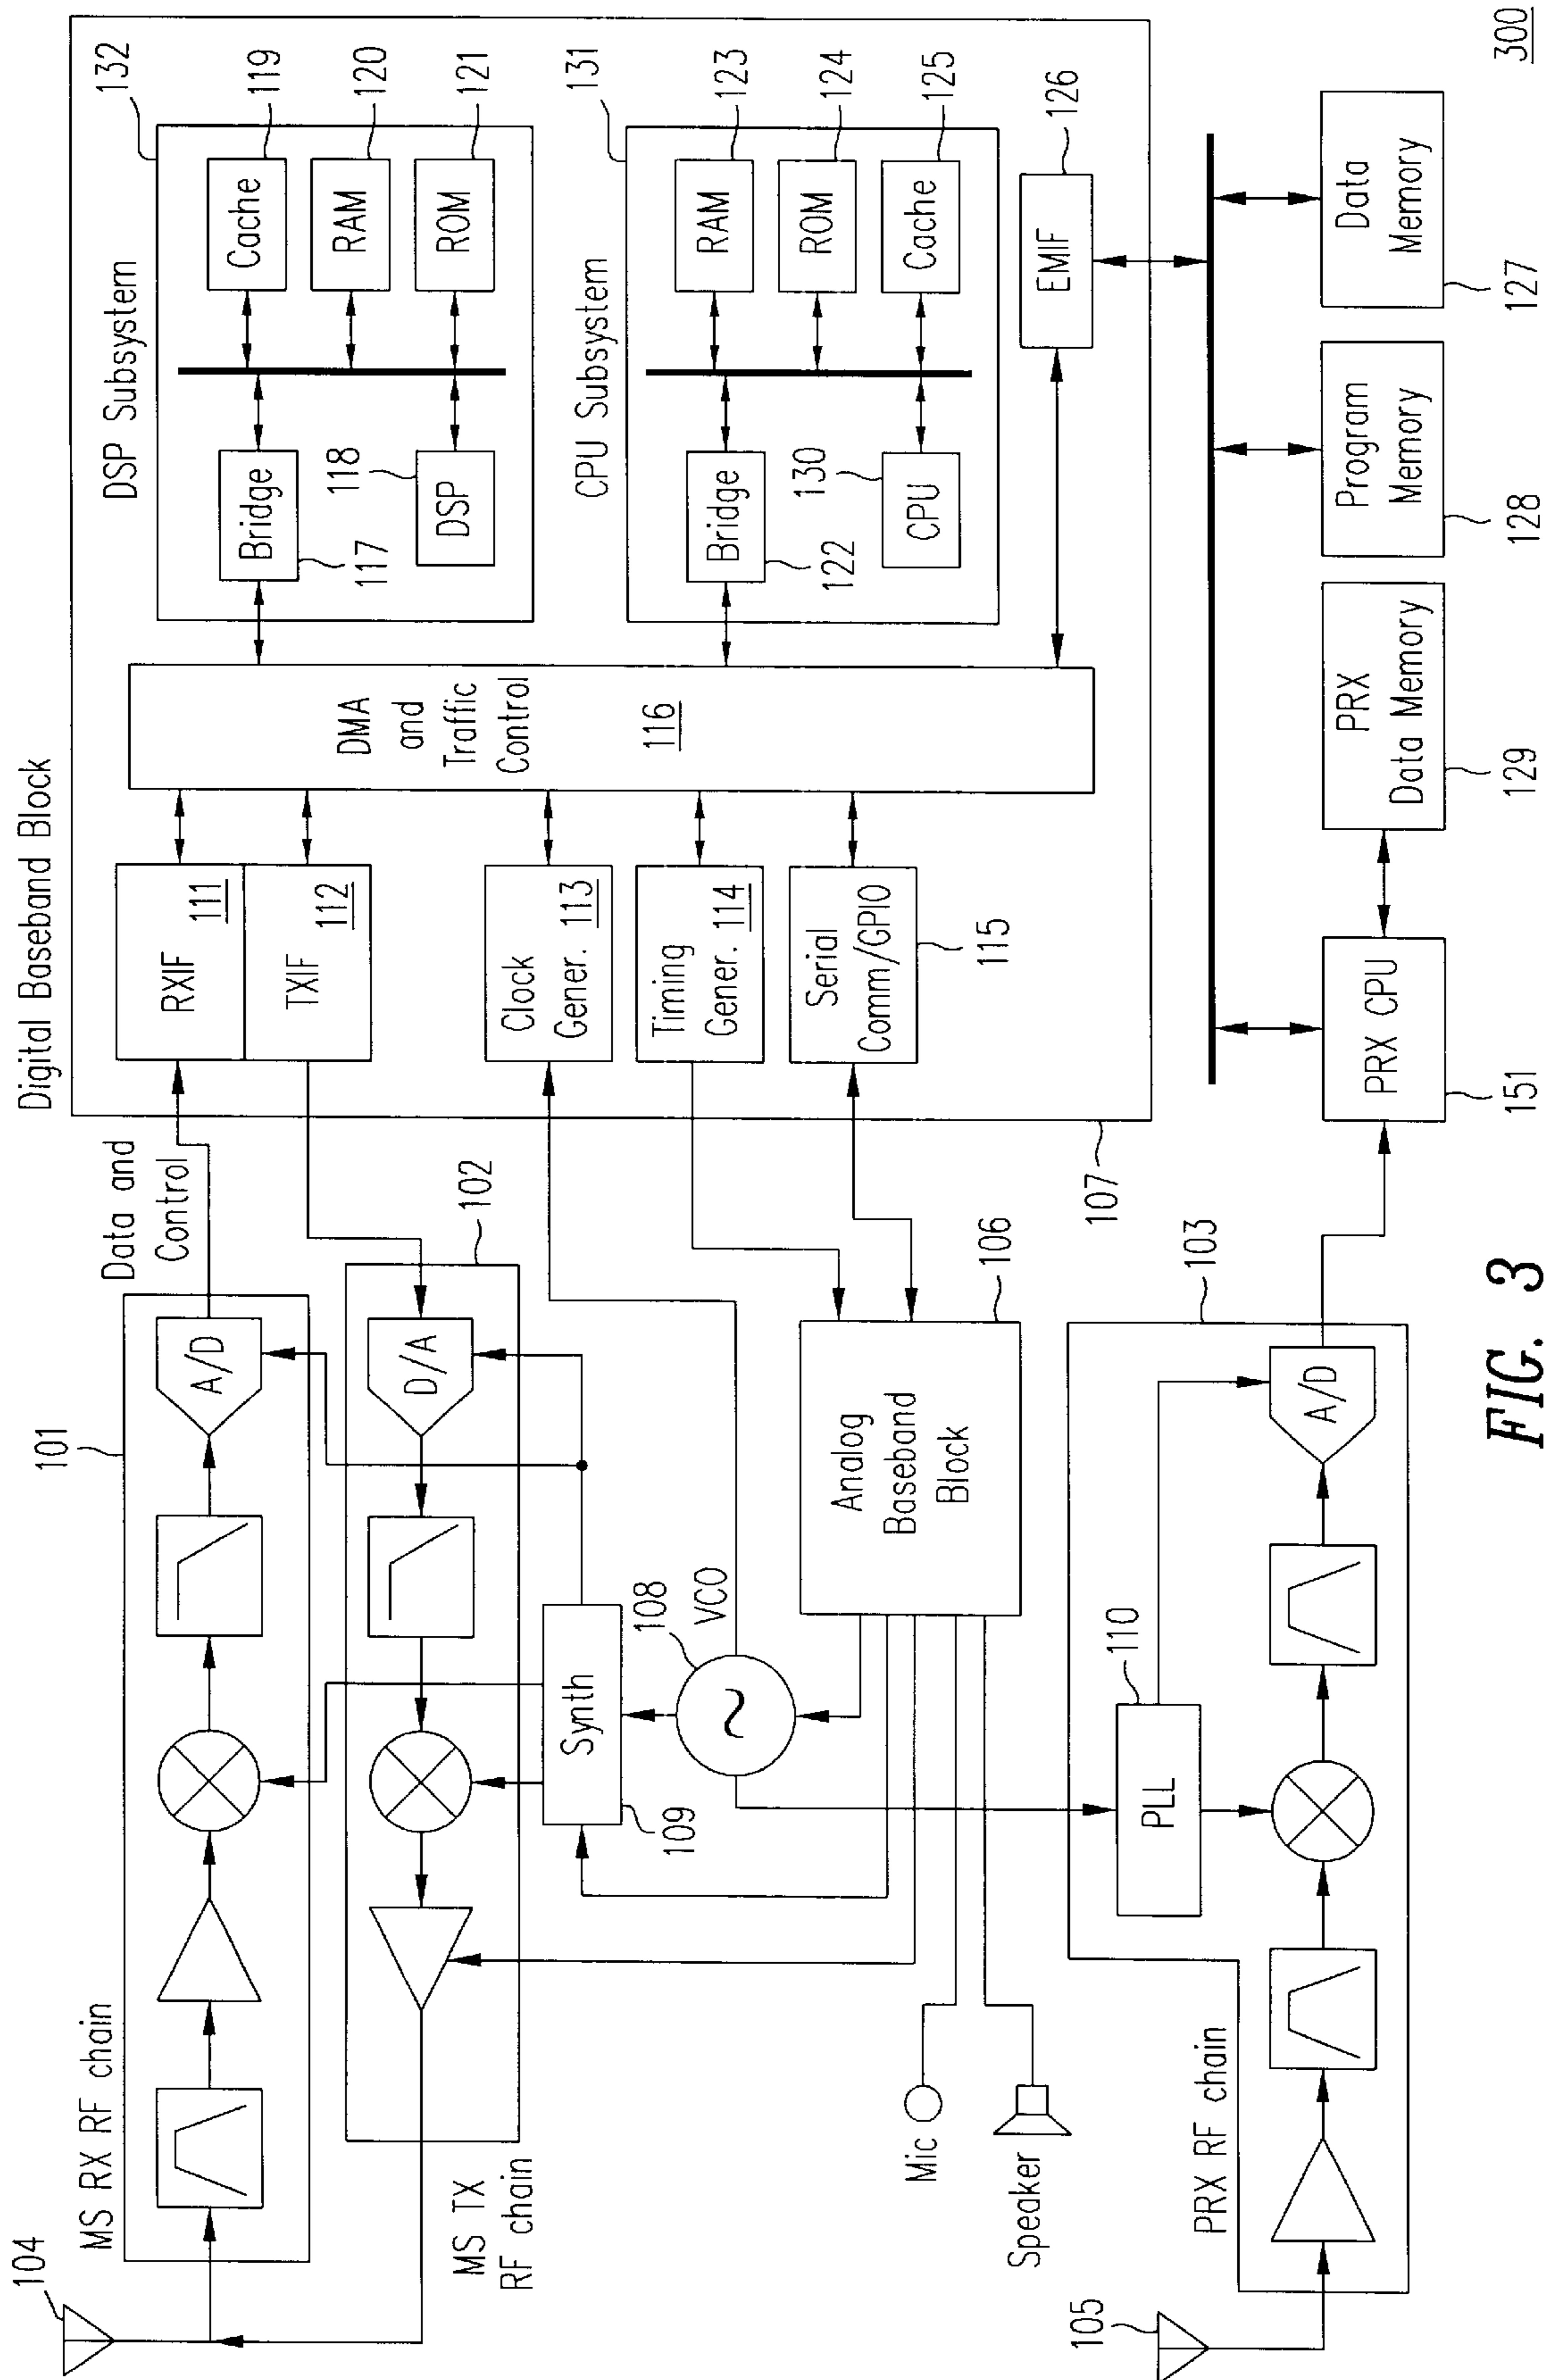 Digital Baseband Block
104
MS RX RF chain
101
Data and
Control
A/D
RXIF
111
TXIF
112
DMA
and
Traffic
Control
116
DSP Subsystem
132
Bridge
117
118
DSP
Cache
119
RAM
120
ROM
121
MS TX
RF chain
102
D/A
Clock
Gener. 113
Timing
Gener. 114
Serial
Comm/GPIO
115
CPU Subsystem
131
Bridge
122
130
CPU
RAM
123
ROM
124
Cache
125
EMIF
126
Synth
109
108
VCO
Analog
Baseband
Block
106
107
Mic
Speaker
105
PRX RF chain
PLL
110
103
A/D
PRX CPU
151
PRX
Data Memory
129
Program
Memory
128
Data
Memory
127
FIG. 3
300